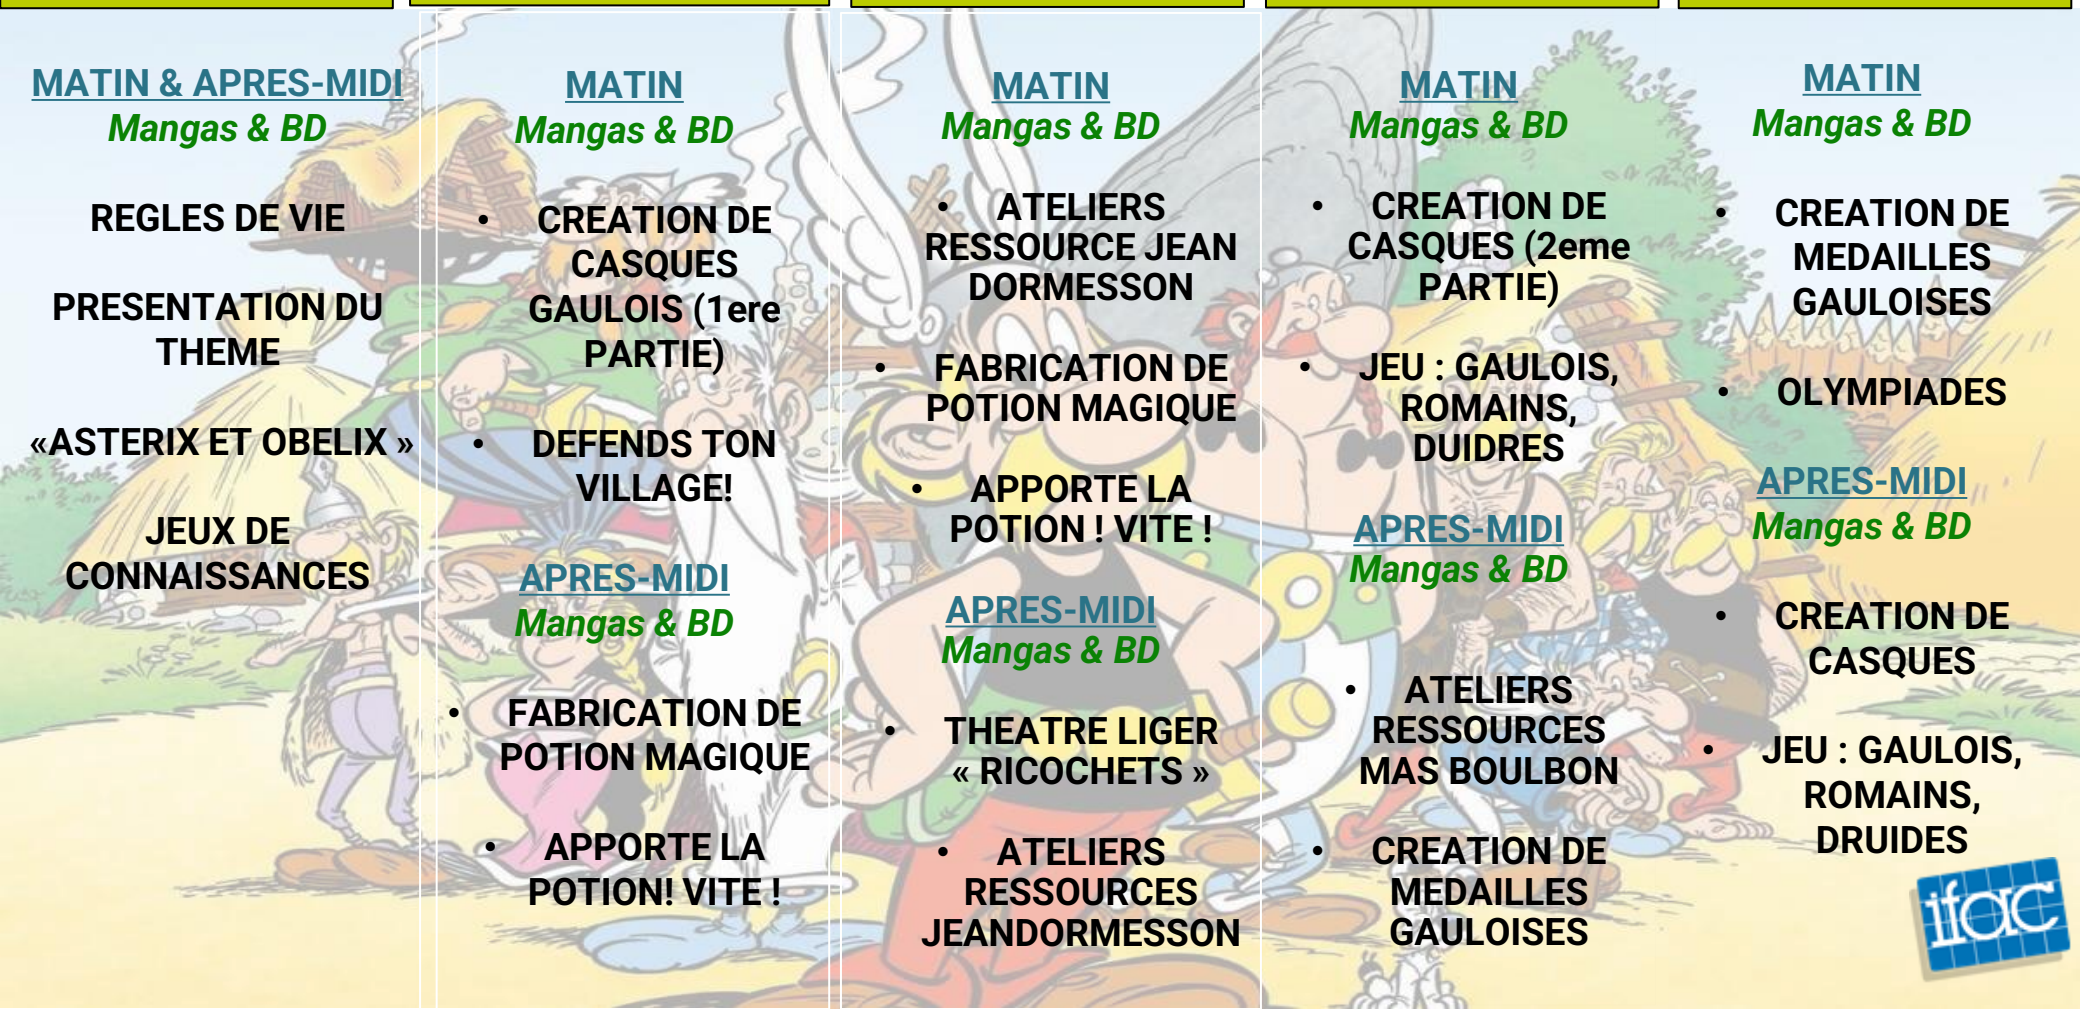 MATIN & APRES-MIDI
Mangas & BD
REGLES DE VIE
PRESENTATION DU
THEME
«ASTERIX ET OBELIX »
JEUX DE
CONNAISSANCES
MATIN
Mangas & BD
• CREATION DE
CASQUES
GAULOIS (1ere
PARTIE)
• DEFENDS TON
VILLAGE!
APRES-MIDI
Mangas & BD
• FABRICATION DE
POTION MAGIQUE
• APPORTE LA
POTION! VITE !
MATIN
Mangas & BD
• ATELIERS
RESSOURCE JEAN
DORMESSON
• FABRICATION DE
POTION MAGIQUE
• APPORTE LA
POTION ! VITE !
APRES-MIDI
Mangas & BD
• THEATRE LIGER
« RICOCHETS »
• ATELIERS
RESSOURCES
JEANDORMESSON
MATIN
Mangas & BD
• CREATION DE
CASQUES (2eme
PARTIE)
• JEU : GAULOIS,
ROMAINS,
DUIDRES
APRES-MIDI
Mangas & BD
• ATELIERS
RESSOURCES
MAS BOULBON
• CREATION DE
MEDAILLES
GAULOISES
MATIN
Mangas & BD
• CREATION DE
MEDAILLES
GAULOISES
• OLYMPIADES
APRES-MIDI
Mangas & BD
• CREATION DE
CASQUES
• JEU : GAULOIS,
ROMAINS,
DRUIDES
ifac